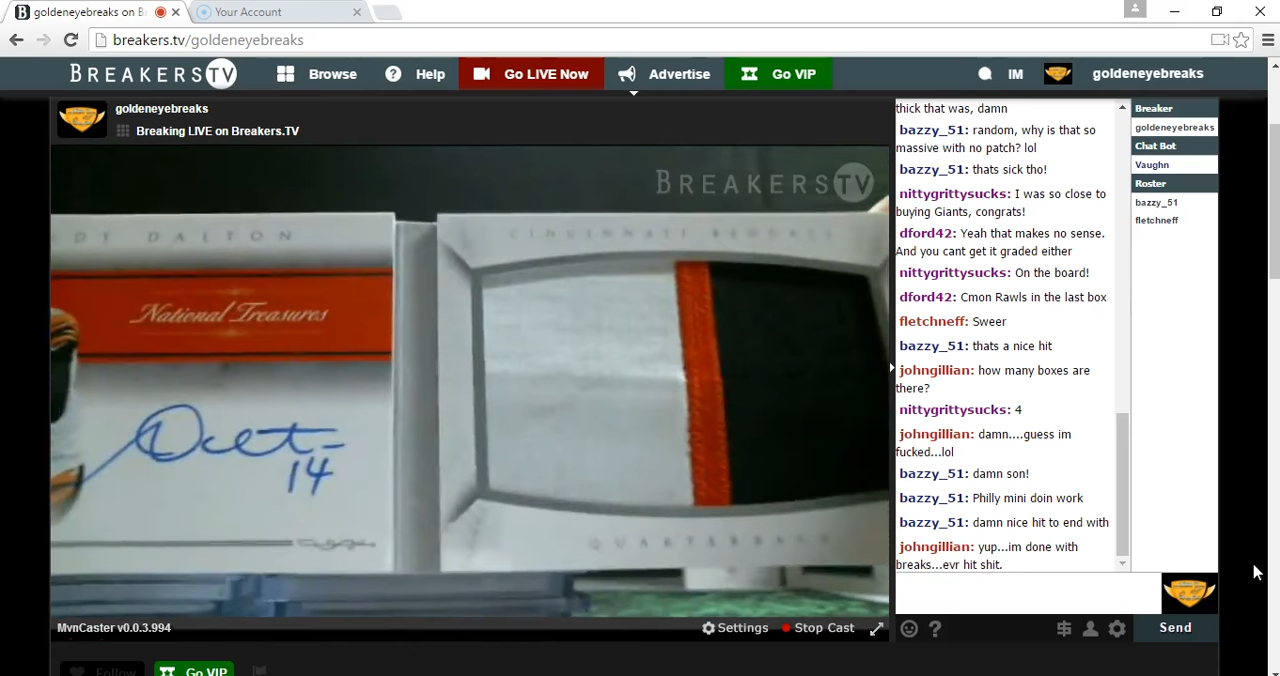 goldeneyebreaks on B
Your Account
breakers.tv/goldeneyebreaks
BREAKERSTV
Browse
Help
Go LIVE Now
Advertise
Go VIP
IM
goldeneyebreaks
goldeneyebreaks
Breaking LIVE on Breakers.TV
BREAKERSTV
DALTON
CINCINNATI BENGALS
National Treasures
14
QUARTERBACK
MvnCaster v0.0.3.994
Settings
Stop Cast
Follow
Go VIP
thick that was, damn
bazzy_51: random, why is that so
massive with no patch? lol
bazzy_51: thats sick tho!
nittygrittysucks: I was so close to
buying Giants, congrats!
dford42: Yeah that makes no sense.
And you cant get it graded either
nittygrittysucks: On the board!
dford42: Cmon Rawls in the last box
fletchneff: Sweer
bazzy_51: thats a nice hit
johngillian: how many boxes are
there?
nittygrittysucks: 4
johngillian: damn....guess im
fucked...lol
bazzy_51: damn son!
bazzy_51: Philly mini doin work
bazzy_51: damn nice hit to end with
johngillian: yup...im done with
breaks...evr hit shit.
Send
Breaker
goldeneyebreaks
Chat Bot
Vaughn
Roster
bazzy_51
fletchneff